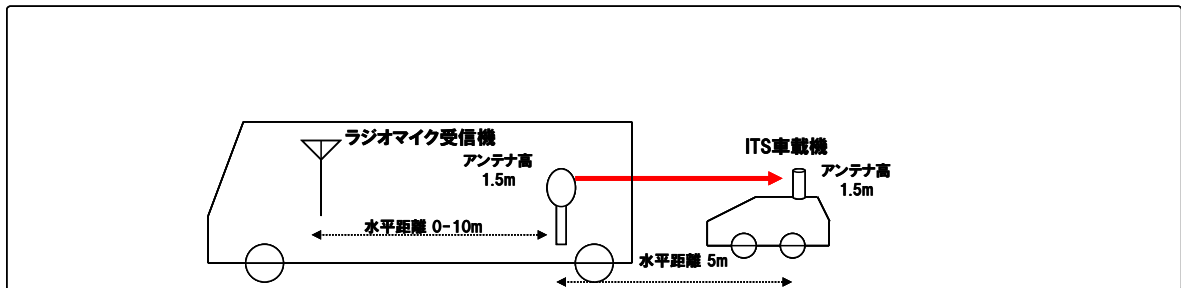 ラジオマイク受信機
アンテナ高
1.5m
ITS車載機
アンテナ高
1.5m
水平距離 0-10m
水平距離 5m